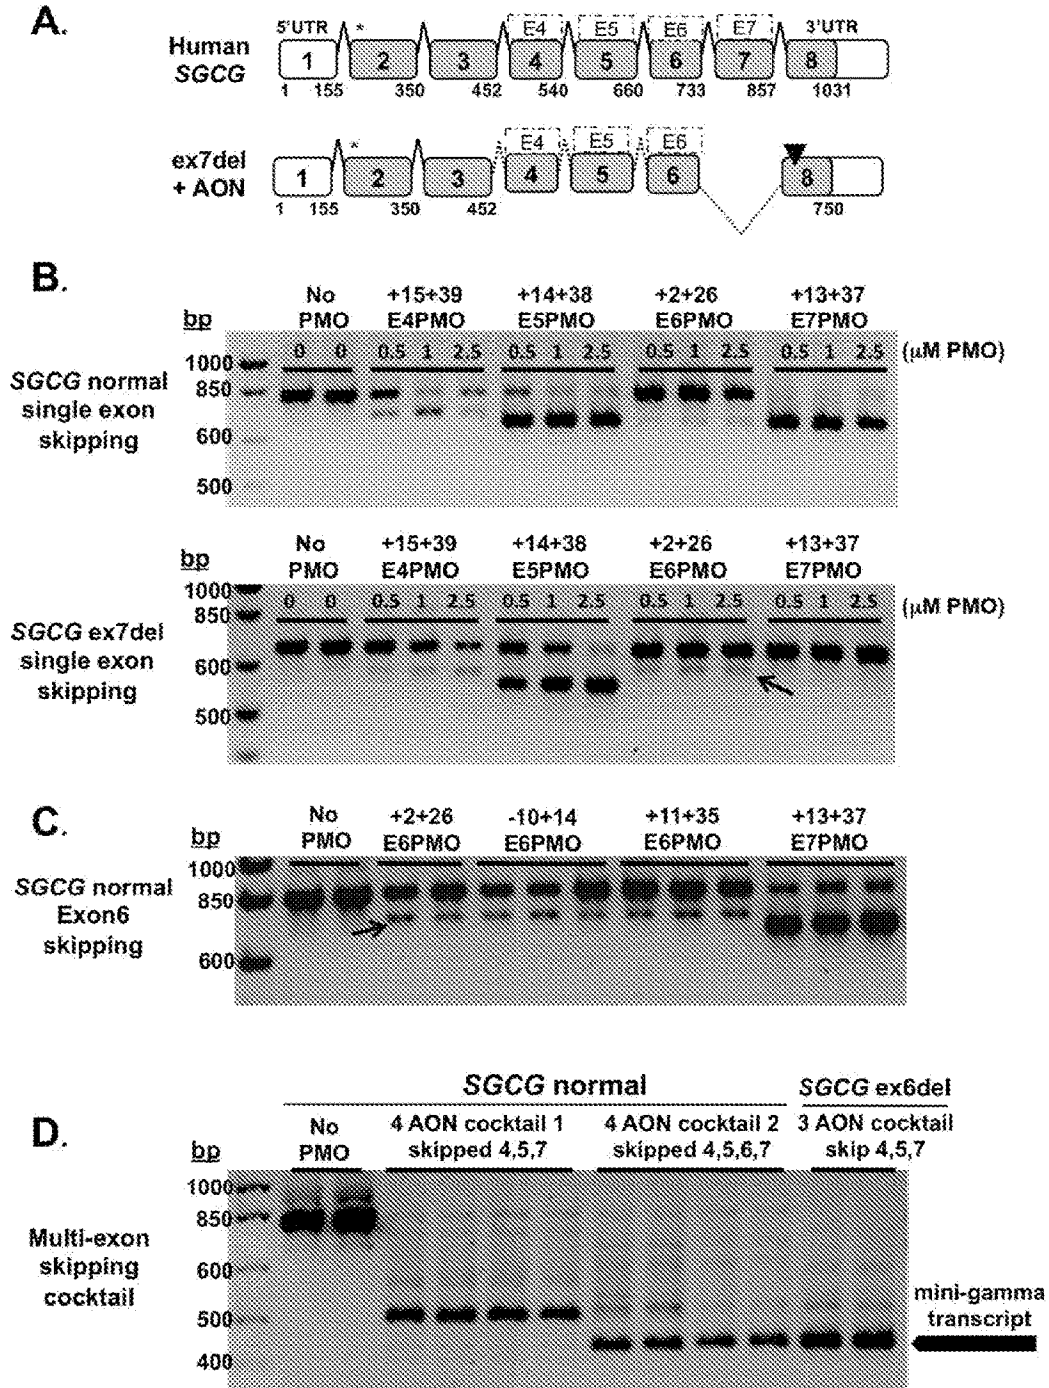 A.
Human
SGCG
5'UTR * E4 E5 E6 E7 3'UTR
1 2 3 4 5 6 7 8
1 155 350 452 540 660 733 857 1031
ex7del
+ AON
* E4 E5 E6
1 2 3 4 5 6 8
1 155 350 452 750
B.
No
PMO
+15+39
E4PMO
+14+38
E5PMO
+2+26
E6PMO
+13+37
E7PMO
bp
0 0 0.5 1 2.5 0.5 1 2.5 0.5 1 2.5 0.5 1 2.5 (μM PMO)
1000
850
600
500
SGCG normal
single exon
skipping
No
PMO
+15+39
E4PMO
+14+38
E5PMO
+2+26
E6PMO
+13+37
E7PMO
bp
0 0 0.5 1 2.5 0.5 1 2.5 0.5 1 2.5 0.5 1 2.5 (μM PMO)
1000
850
600
500
SGCG ex7del
single exon
skipping
C.
No
PMO
+2+26
E6PMO
-10+14
E6PMO
+11+35
E6PMO
+13+37
E7PMO
bp
1000
850
600
SGCG normal
Exon6
skipping
D.
SGCG normal
SGCG ex6del
No
PMO
4 AON cocktail 1
skipped 4,5,7
4 AON cocktail 2
skipped 4,5,6,7
3 AON cocktail
skip 4,5,7
bp
1000
850
600
500
400
Multi-exon
skipping
cocktail
mini-gamma
transcript